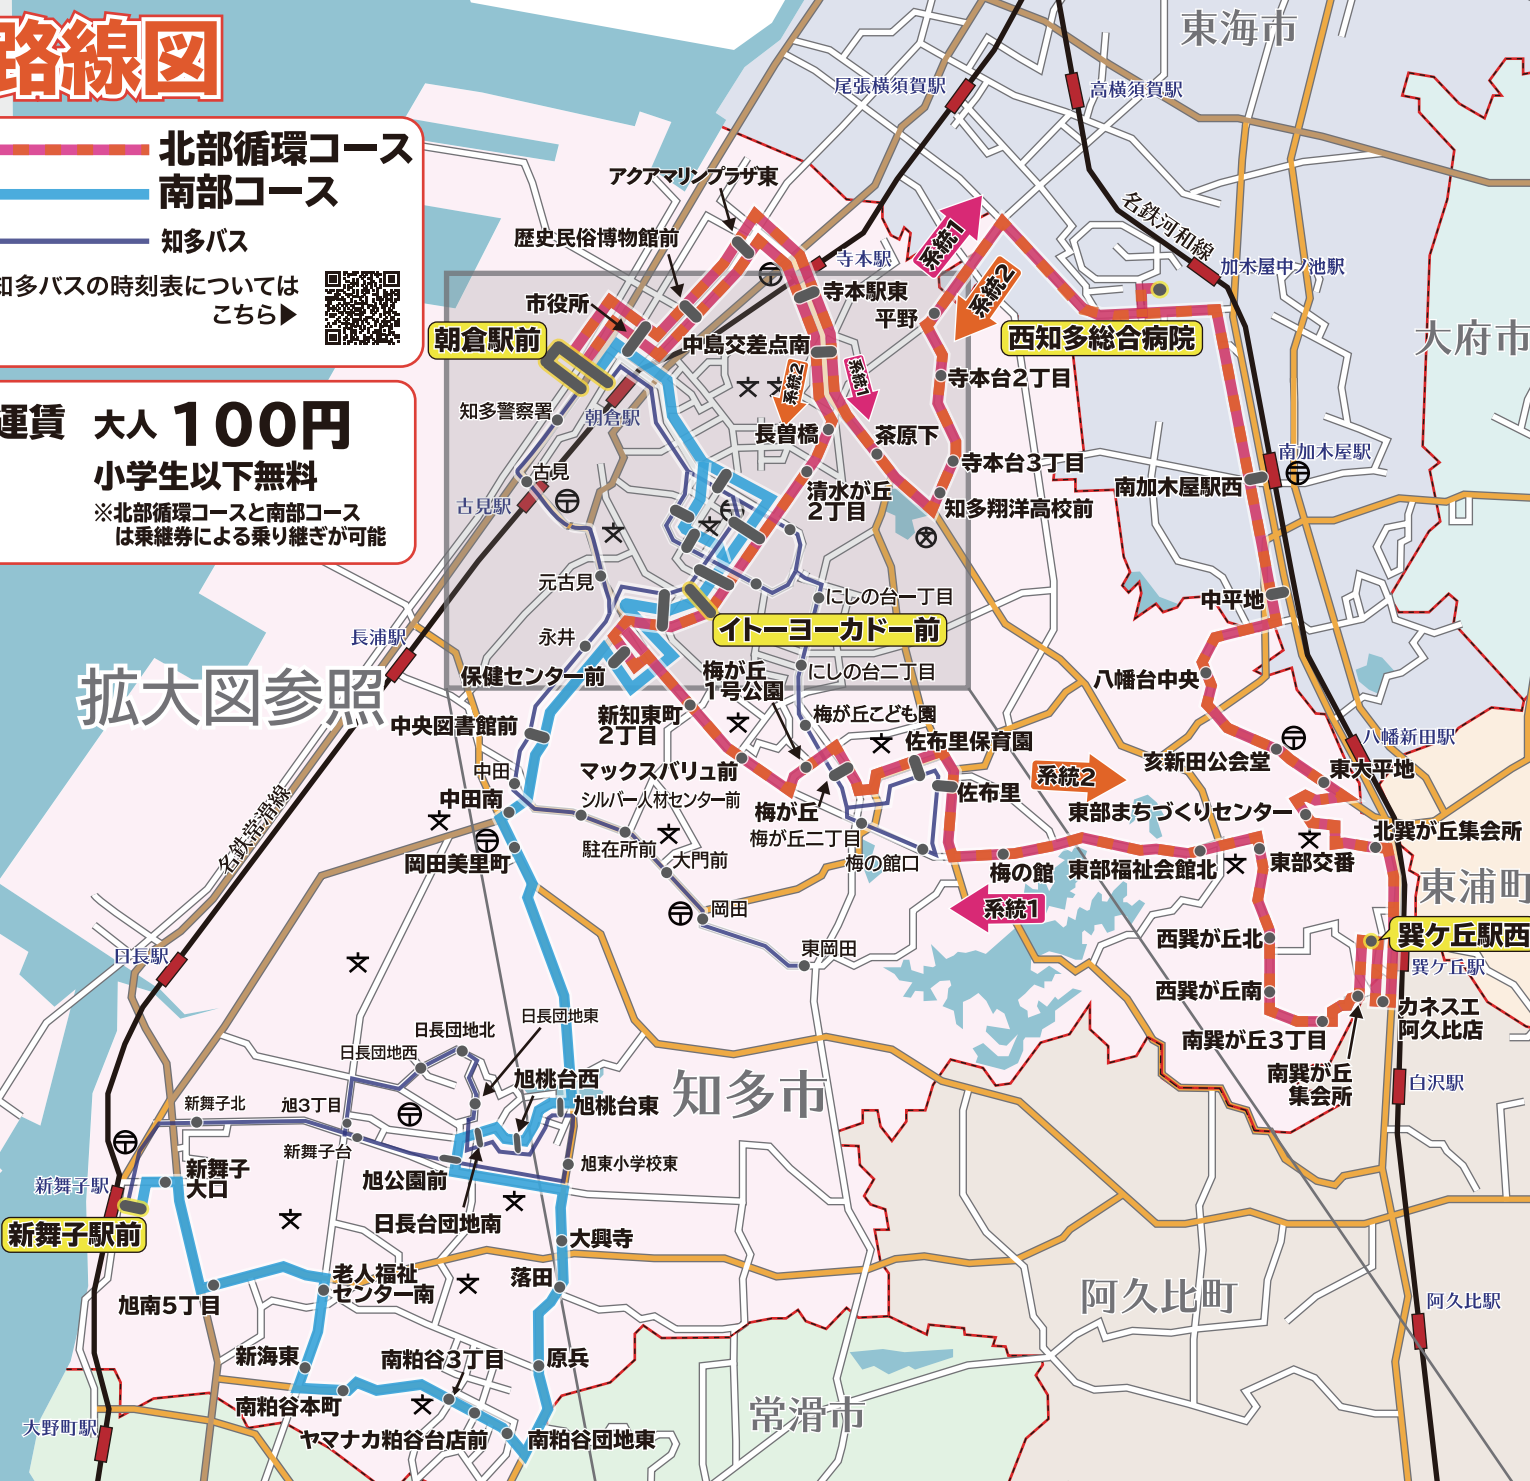 路線図
北部循環コース
南部コース
知多バス
知多バスの時刻表については
こちら▶
運賃 大人100円
小学生以下無料
※北部循環コースと南部コース
は乗継券による乗り継ぎが可能
東海市
尾張横須賀駅
高横須賀駅
アクアマリンプラザ東
名鉄河和線
歴史民俗博物館前
系統1
寺本駅
加木屋中ノ池駅
系統2
市役所
寺本駅東
平野
朝倉駅前
中島交差点南
西知多総合病院
大府市
系統2
系統1
寺本台2丁目
知多警察署
朝倉駅
長曽橋
茶原下
南加木屋駅
古見
寺本台3丁目
南加木屋駅西
古見駅
清水が丘
2丁目
知多翔洋高校前
元古見
にしの台一丁目
中平地
長浦駅
永井
イトーヨーカドー前
拡大図参照
保健センター前
梅が丘
1号公園
にしの台二丁目
八幡台中央
中央図書館前
新知東町
2丁目
梅が丘こども園
佐布里保育園
八幡新田駅
中田
マックスバリュ前
系統2
亥新田公会堂
東大平地
名鉄常滑線
中田南
シルバー人材センター前
梅が丘
佐布里
東部まちづくりセンター
北巽が丘集会所
岡田美里町
駐在所前
大門前
梅が丘二丁目
梅の館口
梅の館
東部福祉会館北
東部交番
東浦町
岡田
系統1
日長駅
東岡田
西巽が丘北
巽ケ丘駅西
巽ケ丘駅
西巽が丘南
カネスエ
阿久比店
日長団地北
日長団地東
南巽が丘3丁目
日長団地西
南巽が丘
集会所
旭桃台西
知多市
白沢駅
新舞子北
旭3丁目
旭桃台東
新舞子台
新舞子駅
新舞子
大口
旭公園前
旭東小学校東
新舞子駅前
日長台団地南
大興寺
老人福祉
センター南
落田
阿久比町
阿久比駅
旭南5丁目
新海東
南粕谷3丁目
原兵
南粕谷本町
常滑市
大野町駅
ヤマナカ粕谷台店前
南粕谷団地東